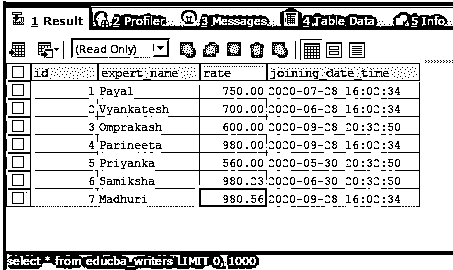 1 Result 2 Profiler 3 Messages 4 Table Data 5 Info
(Read Only)
id expert_name rate joining_date_time
1 Payal 750.00 2020-07-28 16:02:34
2 Vyankatesh 700.00 2020-06-28 16:02:34
3 Omprakash 600.00 2020-09-28 20:32:50
4 Parineeta 980.00 2020-09-28 16:02:34
5 Priyanka 560.00 2020-05-30 20:32:50
6 Samiksha 980.23 2020-06-30 20:32:50
7 Madhuri 980.56 2020-09-28 16:02:34
select * from educba_writers LIMIT 0, 1000